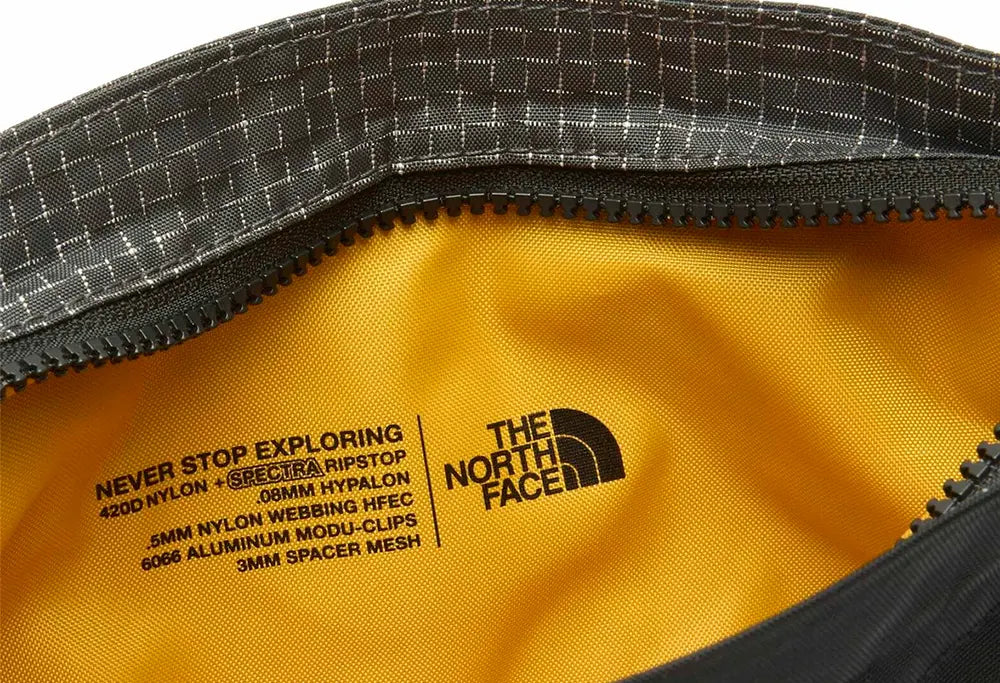 NEVER STOP EXPLORING
420D NYLON + SPECTRA RIPSTOP
.08MM HYPALON
.5MM NYLON WEBBING HFEC
6066 ALUMINUM MODU-CLIPS
3MM SPACER MESH
THE
NORTH
FACE